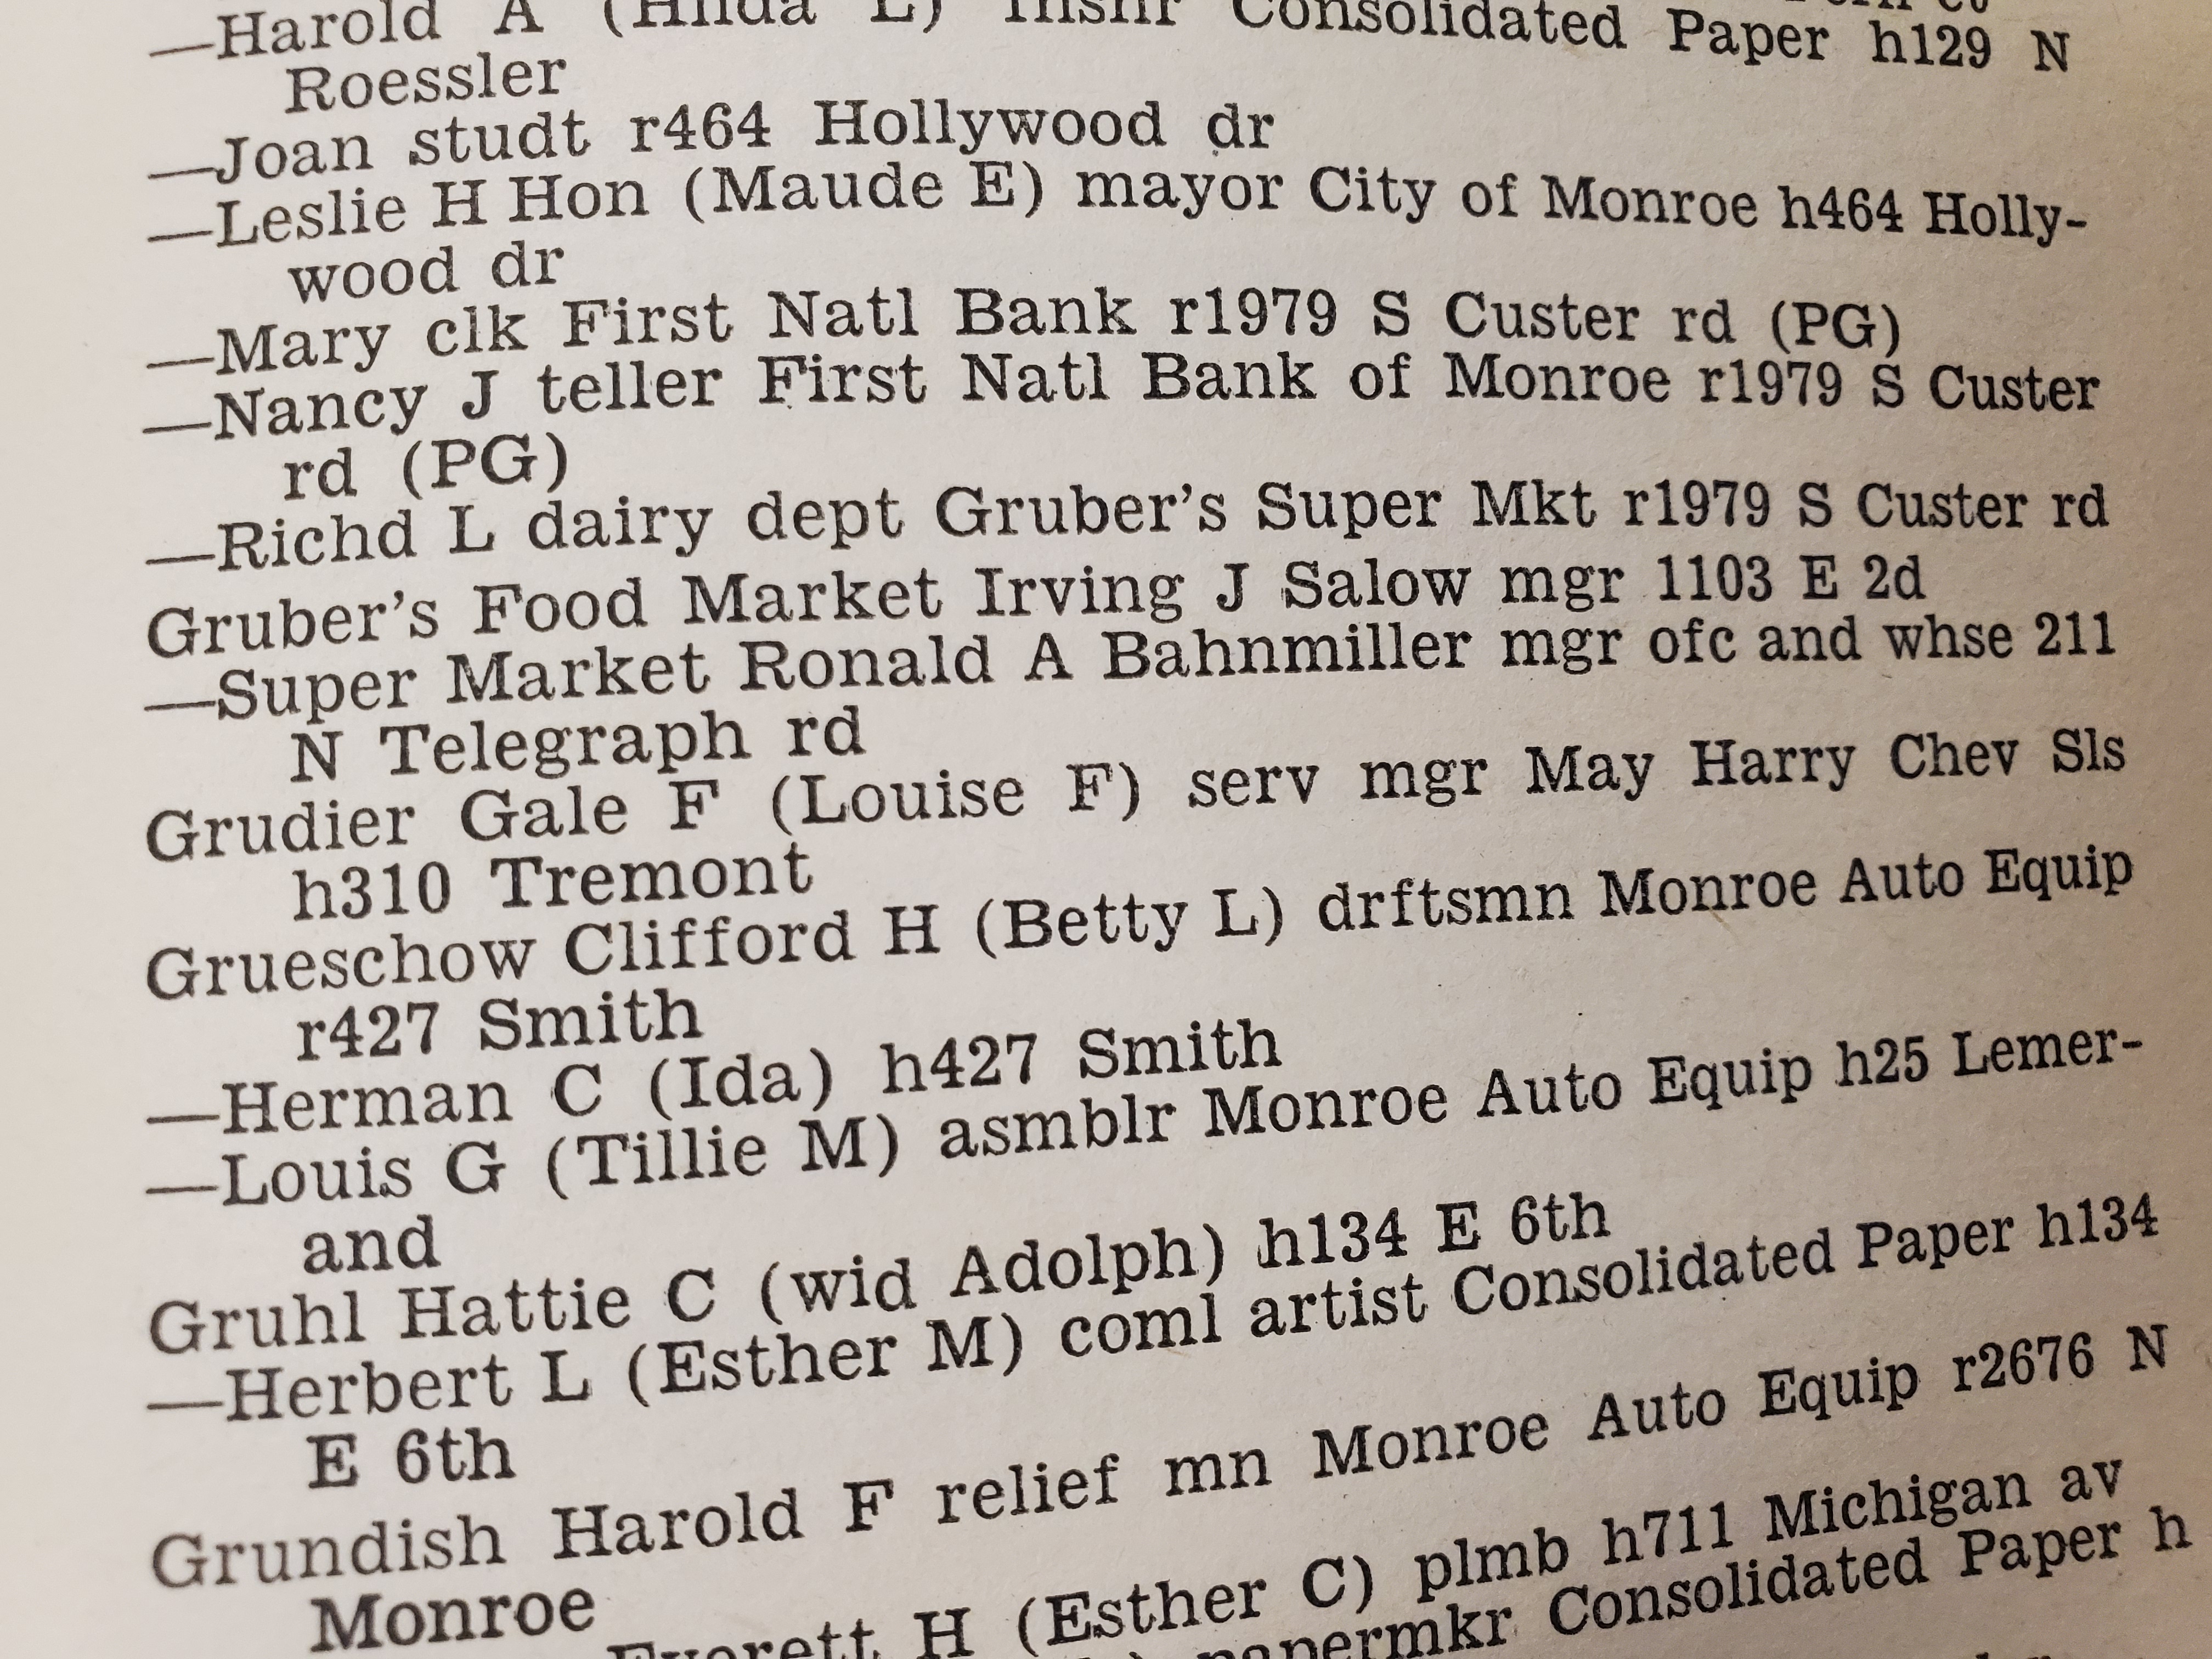 —Harold A (Hilda L) Consolidated Paper h129 N
Roessler
—Joan studt r464 Hollywood dr
—Leslie H Hon (Maude E) mayor City of Monroe h464 Holly-
wood dr
—Mary clk First Natl Bank r1979 S Custer rd (PG)
—Nancy J teller First Natl Bank of Monroe r1979 S Custer
rd (PG)
—Richd L dairy dept Gruber's Super Mkt r1979 S Custer rd
Gruber's Food Market Irving J Salow mgr 1103 E 2d
—Super Market Ronald A Bahnmiller mgr ofc and whse 211
N Telegraph rd
Grudier Gale F (Louise F) serv mgr May Harry Chev Sls
h310 Tremont
Grueschow Clifford H (Betty L) drftsmn Monroe Auto Equip
r427 Smith
—Herman C (Ida) h427 Smith
—Louis G (Tillie M) asmblr Monroe Auto Equip h25 Lemer-
and
Gruhl Hattie C (wid Adolph) h134 E 6th
—Herbert L (Esther M) coml artist Consolidated Paper h134
E 6th
Grundish Harold F relief mn Monroe Auto Equip r2676 N
Monroe
Everett H (Esther C) plmb h711 Michigan av
papermkr Consolidated Paper h